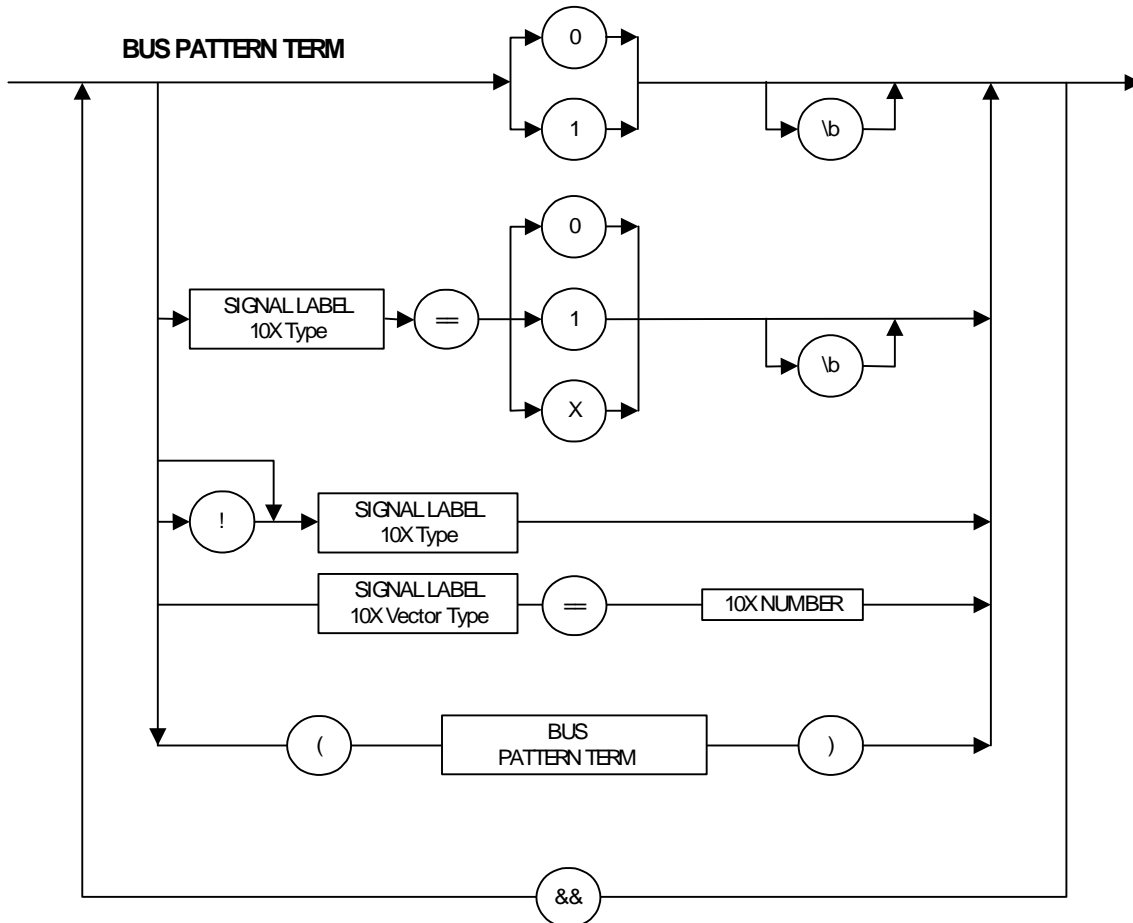 BUS PATTERN TERM
0
1
\b
0
SIGNAL LABEL
10X Type
==
1
\b
X
!
SIGNAL LABEL
10X Type
SIGNAL LABEL
10X Vector Type
==
10X NUMBER
(
BUS
PATTERN TERM
)
&&